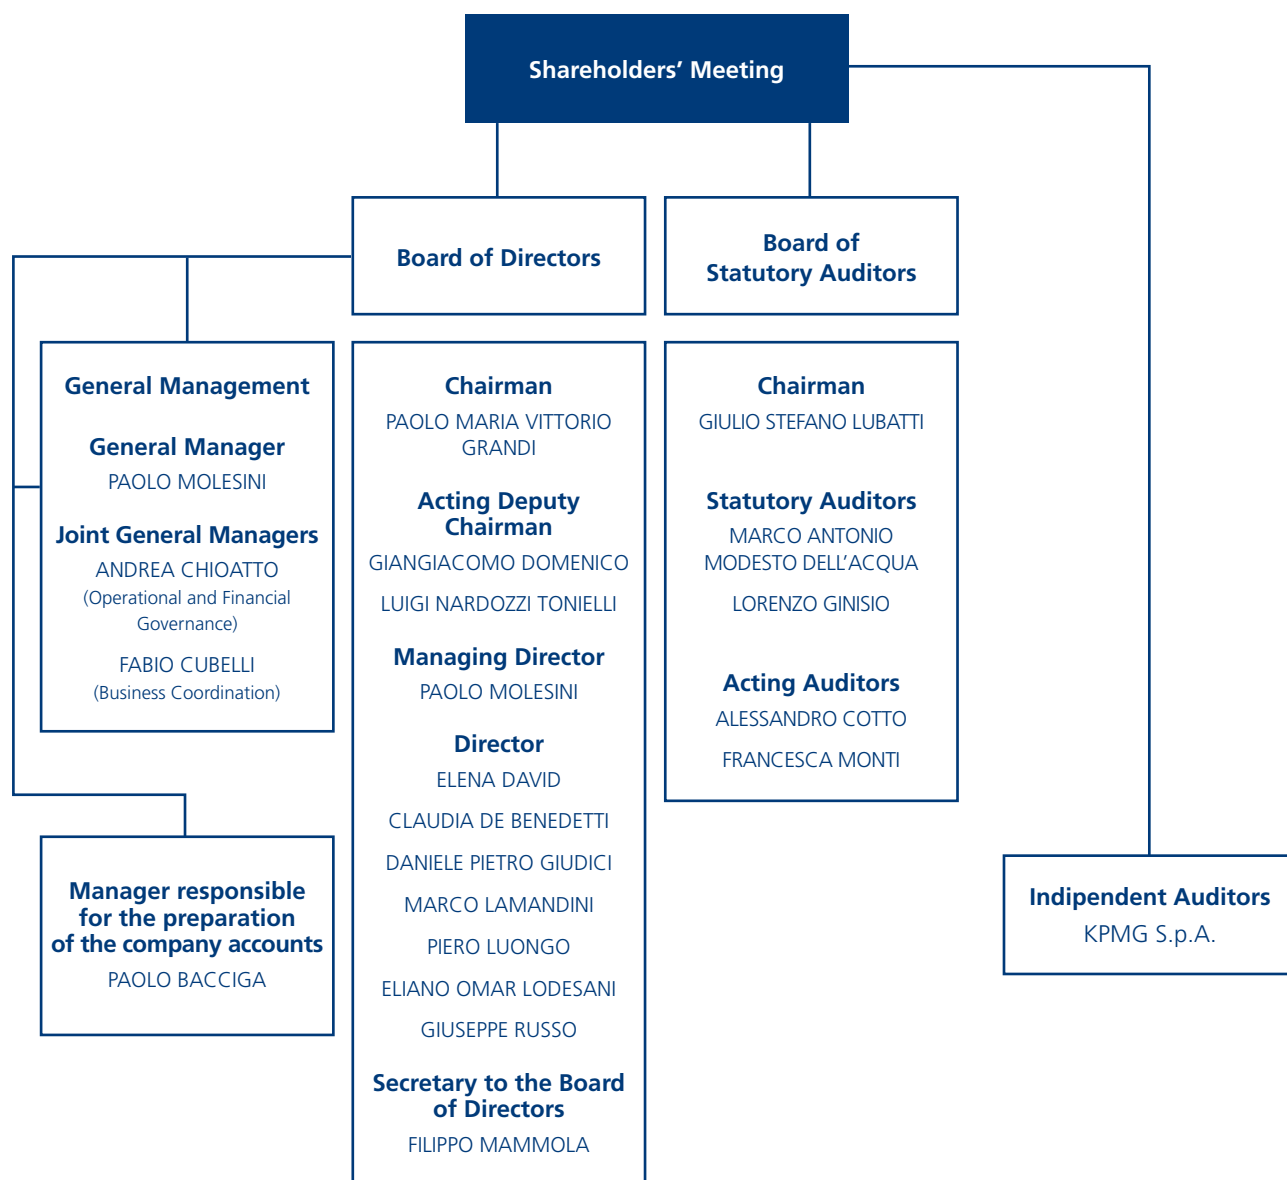 Shareholders’ Meeting
Board of Directors
Board of
Statutory Auditors
General Management
General Manager
PAOLO MOLESINI
Joint General Managers
ANDREA CHIOATTO
(Operational and Financial
Governance)
FABIO CUBELLI
(Business Coordination)
Chairman
PAOLO MARIA VITTORIO
GRANDI
Acting Deputy
Chairman
GIANGIACOMO DOMENICO
LUIGI NARDOZZI TONIELLI
Managing Director
PAOLO MOLESINI
Director
ELENA DAVID
CLAUDIA DE BENEDETTI
DANIELE PIETRO GIUDICI
MARCO LAMANDINI
PIERO LUONGO
ELIANO OMAR LODESANI
GIUSEPPE RUSSO
Secretary to the Board
of Directors
FILIPPO MAMMOLA
Chairman
GIULIO STEFANO LUBATTI
Statutory Auditors
MARCO ANTONIO
MODESTO DELL’ACQUA
LORENZO GINISIO
Acting Auditors
ALESSANDRO COTTO
FRANCESCA MONTI
Manager responsible
for the preparation
of the company accounts
PAOLO BACCIGA
Indipendent Auditors
KPMG S.p.A.